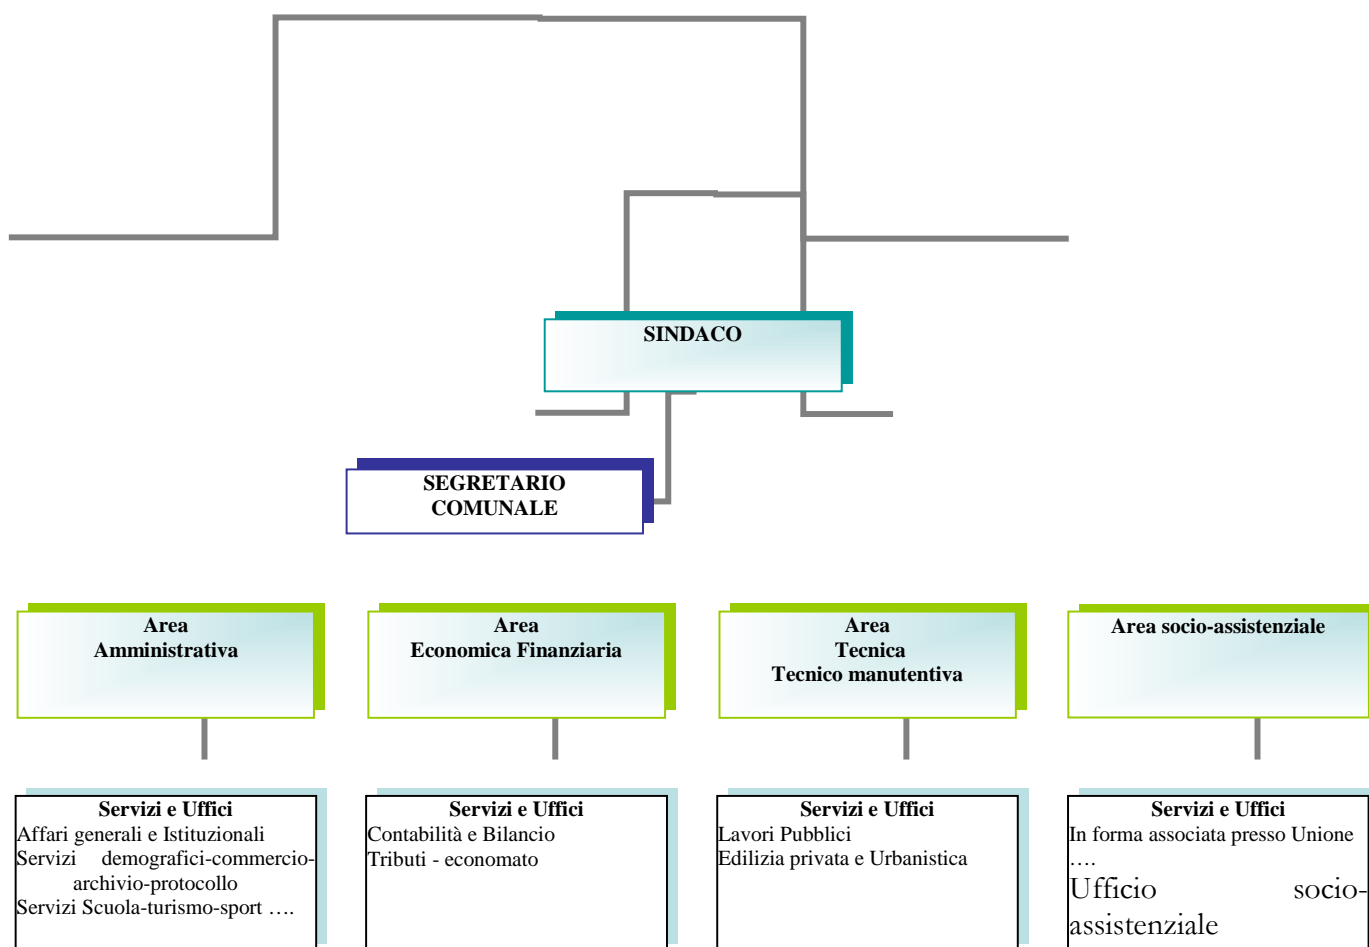 SINDACO
SEGRETARIO
COMUNALE
Area
Amministrativa
Area
Economica Finanziaria
Area
Tecnica
Tecnico manutentiva
Area socio-assistenziale
Servizi e Uffici
Affari generali e Istituzionali
Servizi demografici-commercio-
archivio-protocollo
Servizi Scuola-turismo-sport ….
Servizi e Uffici
Contabilità e Bilancio
Tributi - economato
Servizi e Uffici
Lavori Pubblici
Edilizia privata e Urbanistica
Servizi e Uffici
In forma associata presso Unione
….
Ufficio socio-
assistenziale